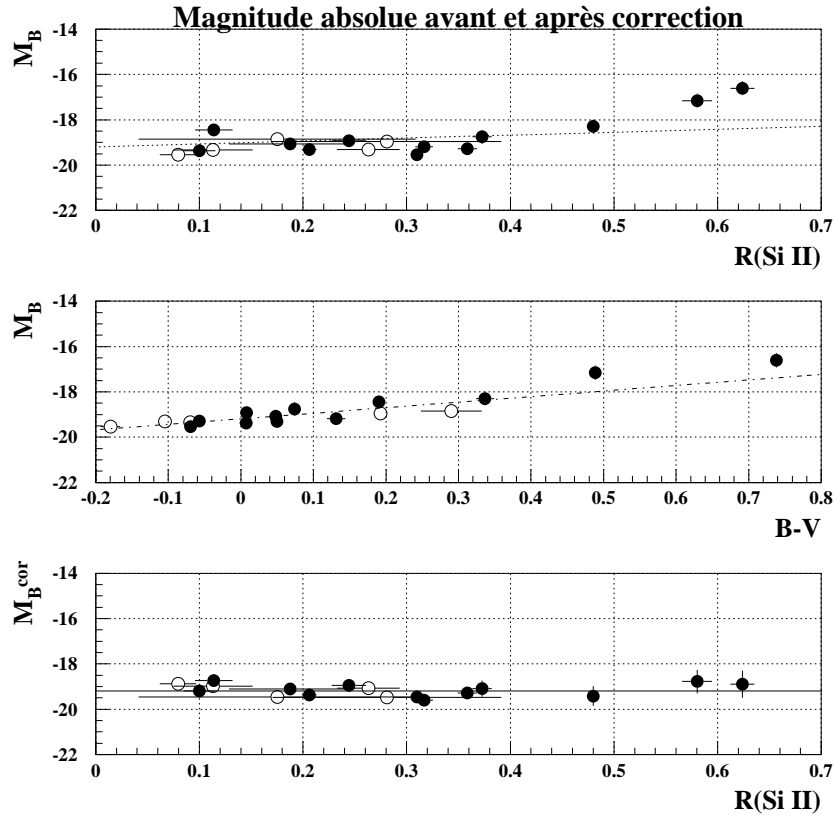 Magnitude absolue avant et après correction
M_B
-14
-16
-18
-20
-22
0 0.1 0.2 0.3 0.4 0.5 0.6 0.7
R(Si II)
M_B
-14
-16
-18
-20
-22
-0.2 -0.1 0 0.1 0.2 0.3 0.4 0.5 0.6 0.7 0.8
B-V
M_B^cor
-14
-16
-18
-20
-22
0 0.1 0.2 0.3 0.4 0.5 0.6 0.7
R(Si II)